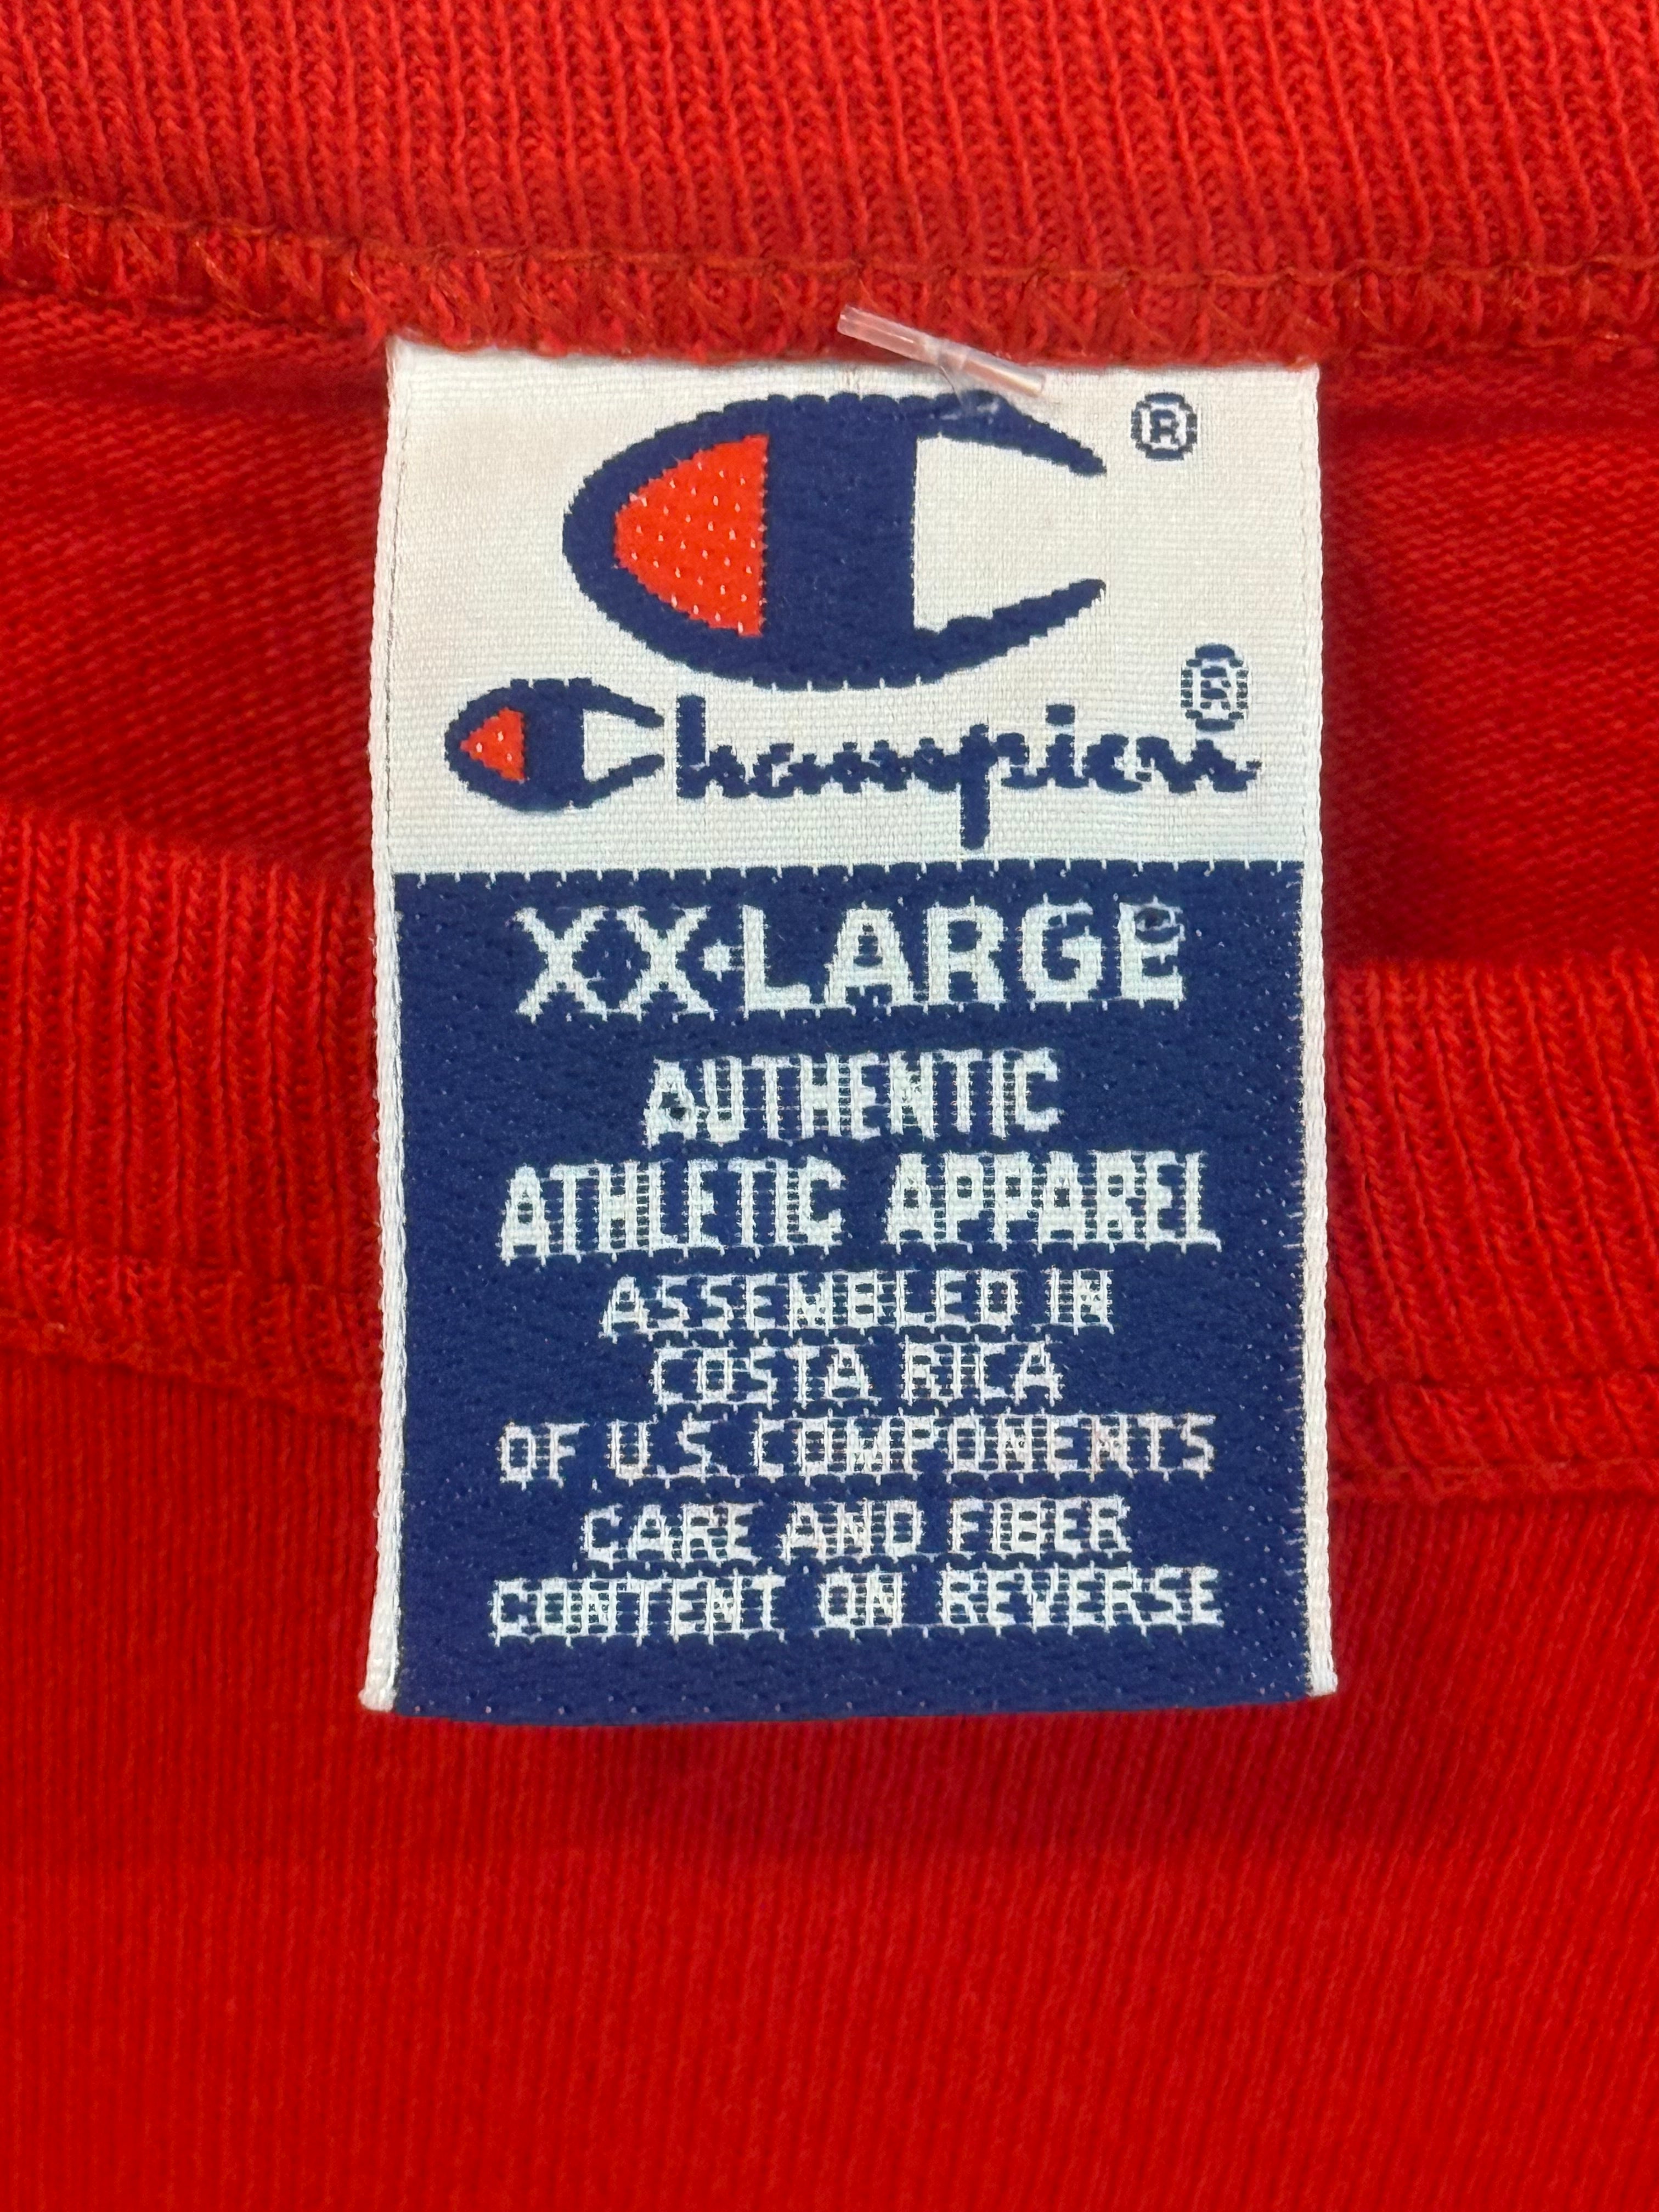 ®
Champion®
XX-LARGE
AUTHENTIC
ATHLETIC APPAREL
ASSEMBLED IN
COSTA RICA
OF U.S. COMPONENTS
CARE AND FIBER
CONTENT ON REVERSE